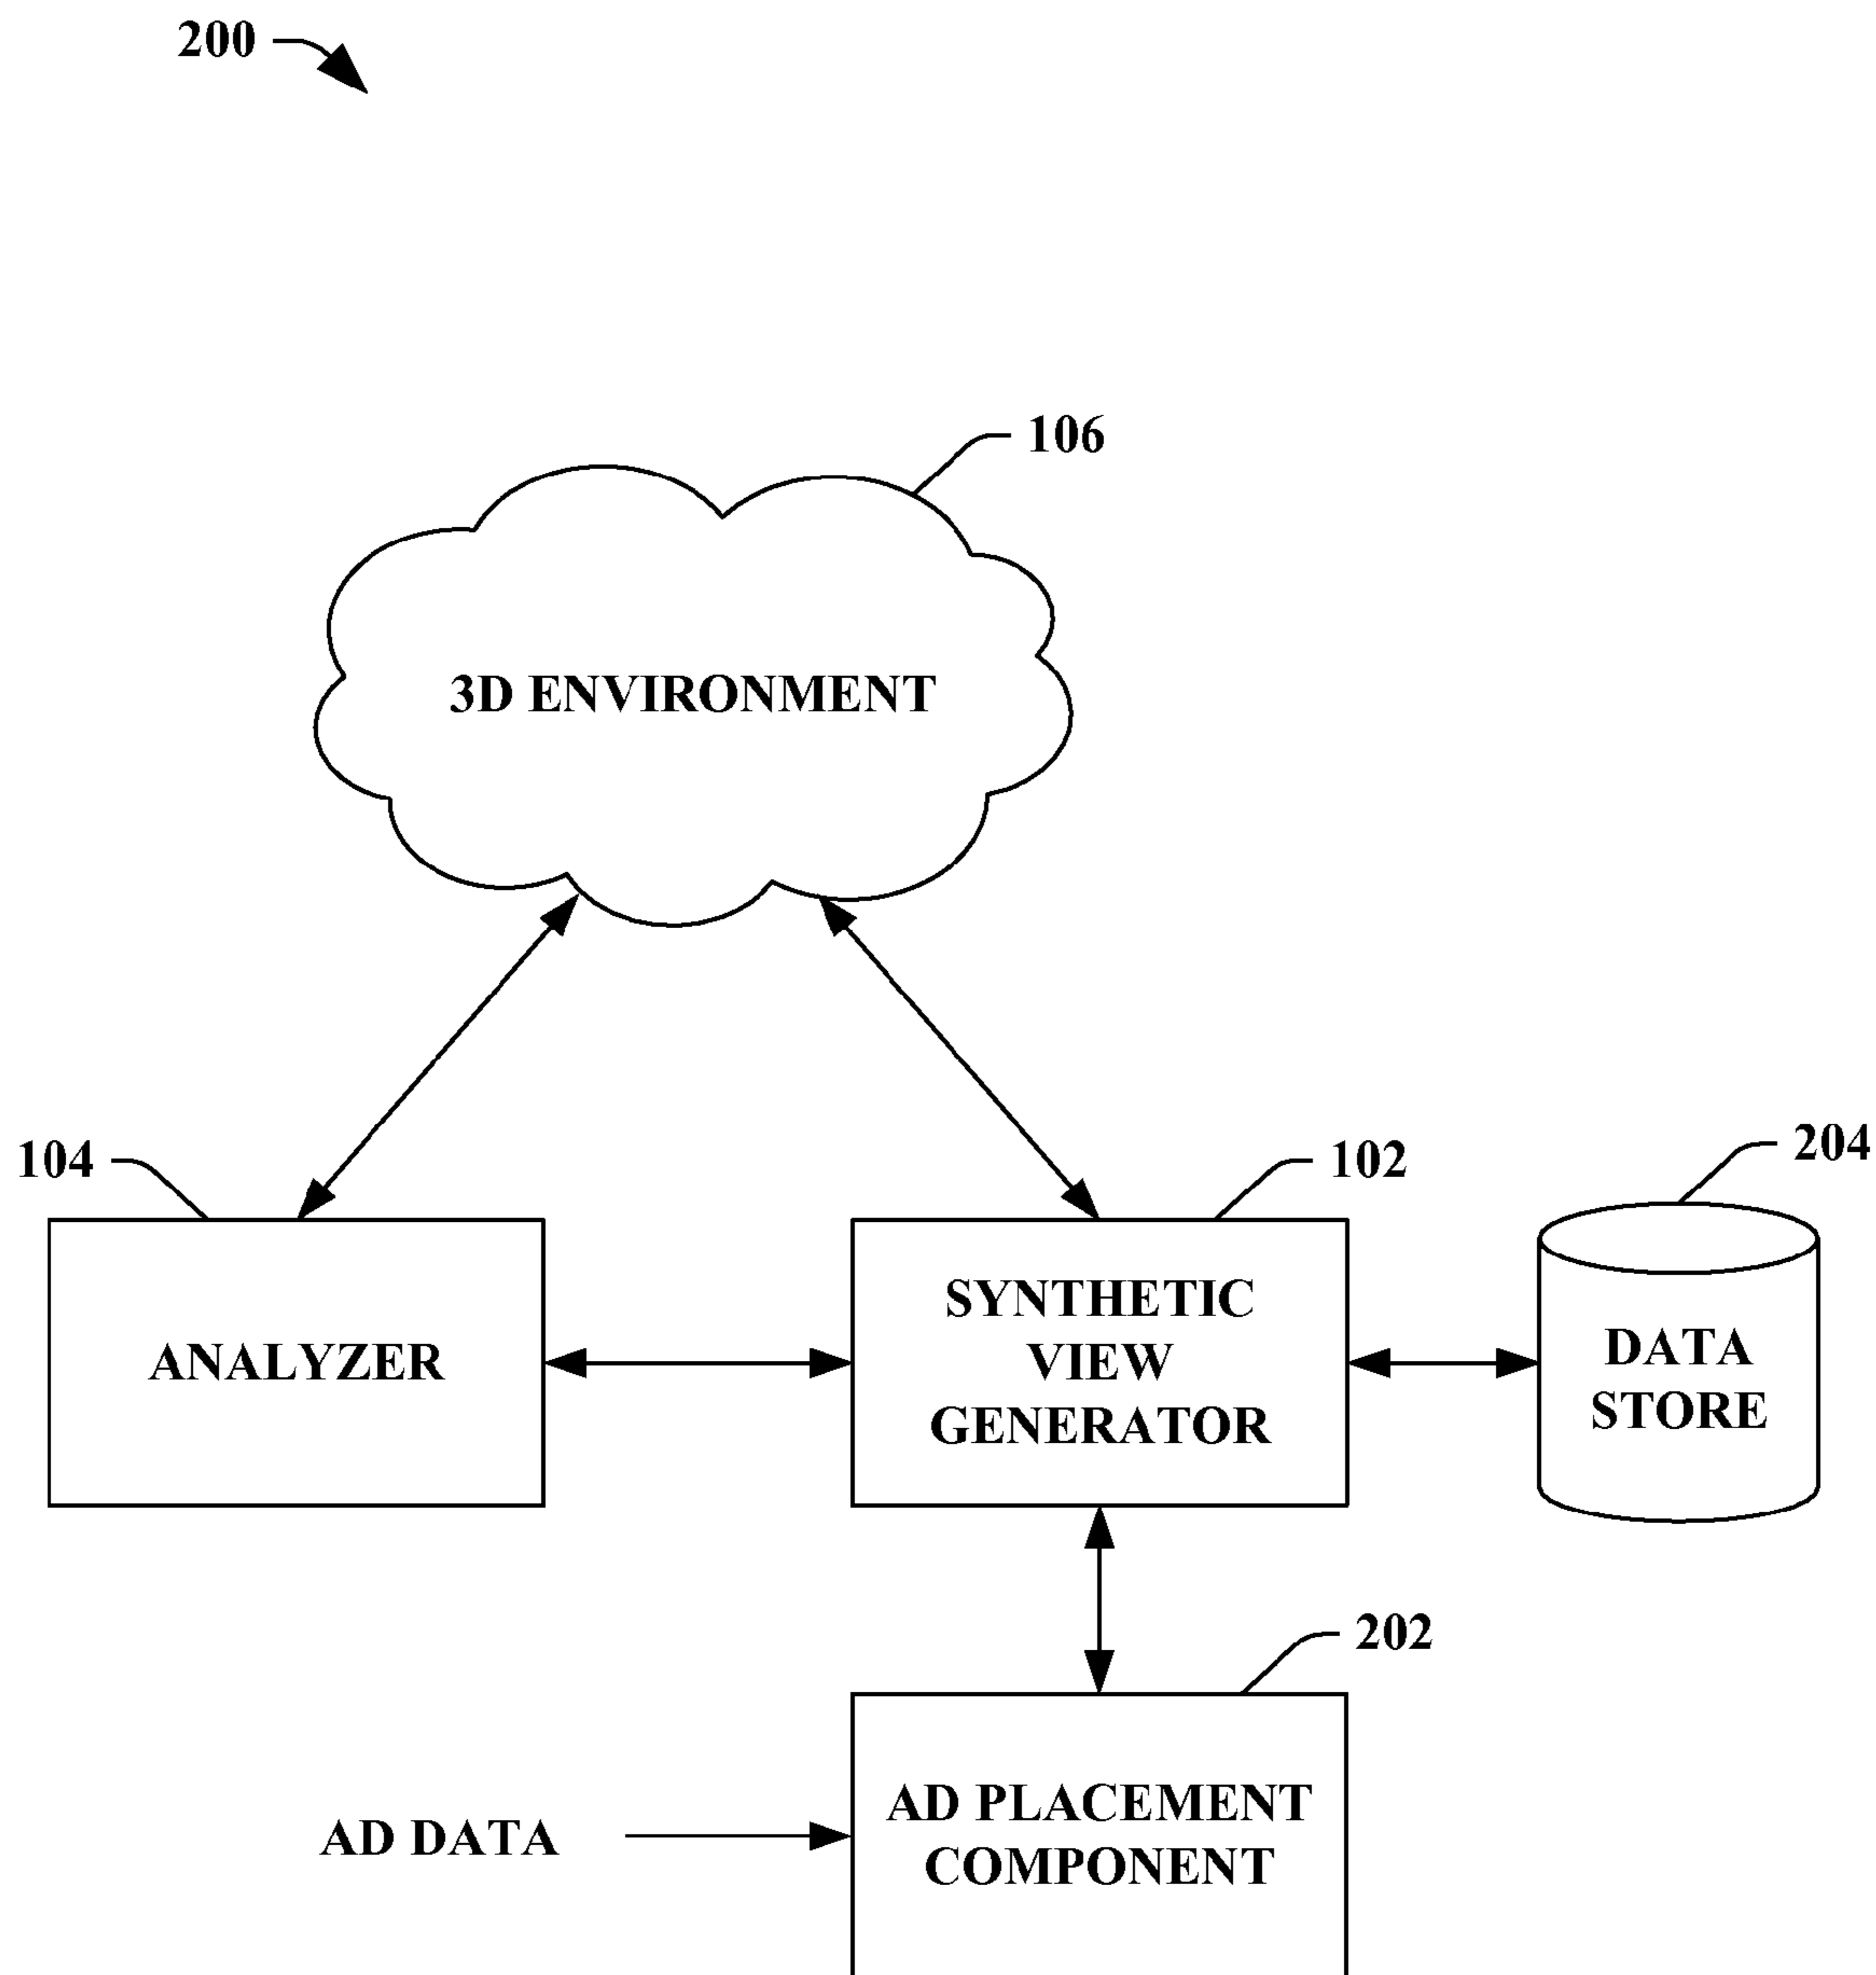 200
106
3D ENVIRONMENT
104
102
204
ANALYZER
SYNTHETIC
VIEW
GENERATOR
DATA
STORE
202
AD DATA
AD PLACEMENT
COMPONENT